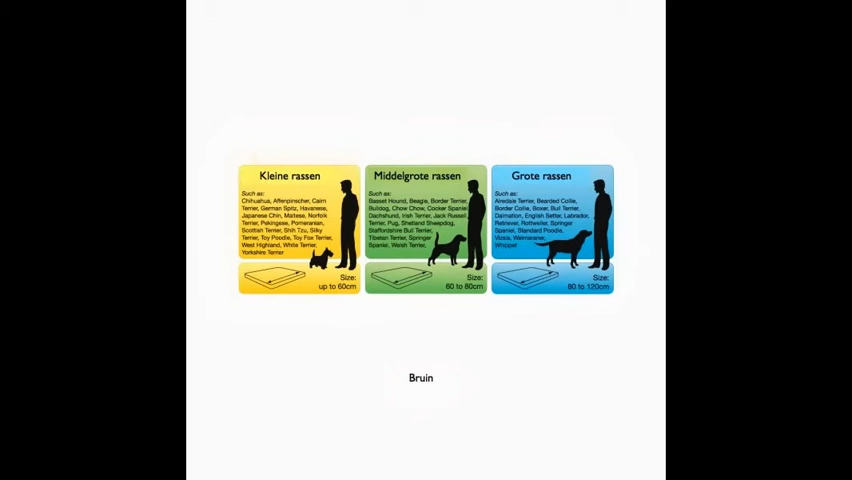 Kleine rassen
Such as:
Chihuahua, Affenpinscher, Cairn
Terrier, German Spitz, Havanese,
Japanese Chin, Maltese, Norfolk
Terrier, Pekingese, Pomeranian,
Scottish Terrier, Shih Tzu, Silky
Terrier, Toy Poodle, Toy Fox Terrier,
West Highland, White Terrier,
Yorkshire Terrier
Size:
up to 60cm
Middelgrote rassen
Such as:
Basset Hound, Beagle, Border Terrier,
Bulldog, Chow Chow, Cocker Spaniel
Dachshund, Irish Terrier, Jack Russell
Terrier, Pug, Shetland Sheepdog,
Staffordshire Bull Terrier,
Tibetan Terrier, Springer
Spaniel, Welsh Terrier,
Size:
60 to 80cm
Grote rassen
Such as:
Airedale Terrier, Bearded Collie,
Border Collie, Boxer, Bull Terrier,
Dalmation, English Setter, Labrador,
Retriever, Rottweiler, Springer
Spaniel, Standard Poodle,
Vizsla, Weimaraner,
Whippet
Size:
80 to 120cm
Bruin